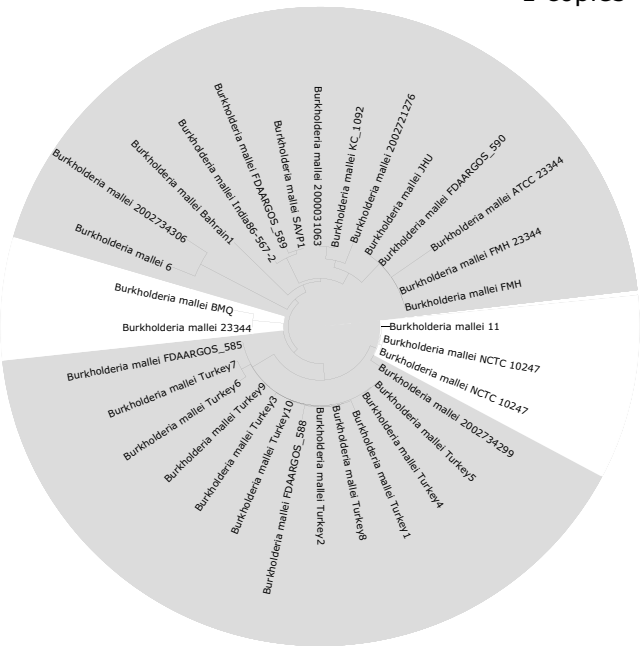 Burkholderia mallei 2000031063
Burkholderia mallei KC_1092
Burkholderia mallei 2002721276
Burkholderia mallei JHU
Burkholderia mallei FDAARGOS_590
Burkholderia mallei ATCC 23344
Burkholderia mallei FMH 23344
Burkholderia mallei FMH
Burkholderia mallei 11
Burkholderia mallei NCTC 10247
Burkholderia mallei NCTC 10247
Burkholderia mallei 2002734299
Burkholderia mallei Turkey5
Burkholderia mallei Turkey4
Burkholderia mallei Turkey1
Burkholderia mallei Turkey8
Burkholderia mallei Turkey2
Burkholderia mallei FDAARGOS_588
Burkholderia mallei Turkey10
Burkholderia mallei Turkey3
Burkholderia mallei Turkey9
Burkholderia mallei Turkey6
Burkholderia mallei Turkey7
Burkholderia mallei FDAARGOS_585
Burkholderia mallei 23344
Burkholderia mallei BMQ
Burkholderia mallei 6
Burkholderia mallei 2002734306
Burkholderia mallei Bahrain1
Burkholderia mallei India86-567-2
Burkholderia mallei FDAARGOS_589
Burkholderia mallei SAVP1